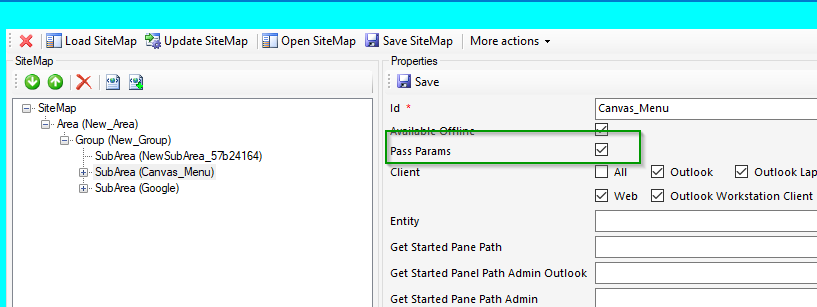 Load SiteMap Update SiteMap Open SiteMap Save SiteMap More actions
SiteMap
Properties
Save
SiteMap
Area (New_Area)
Group (New_Group)
SubArea (NewSubArea_57b24164)
SubArea (Canvas_Menu)
SubArea (Google)
Id * Canvas_Menu
Available Offline
Pass Params
Client All Outlook Outlook Lap
Web Outlook Workstation Client
Entity
Get Started Pane Path
Get Started Panel Path Admin Outlook
Get Started Pane Path Admin